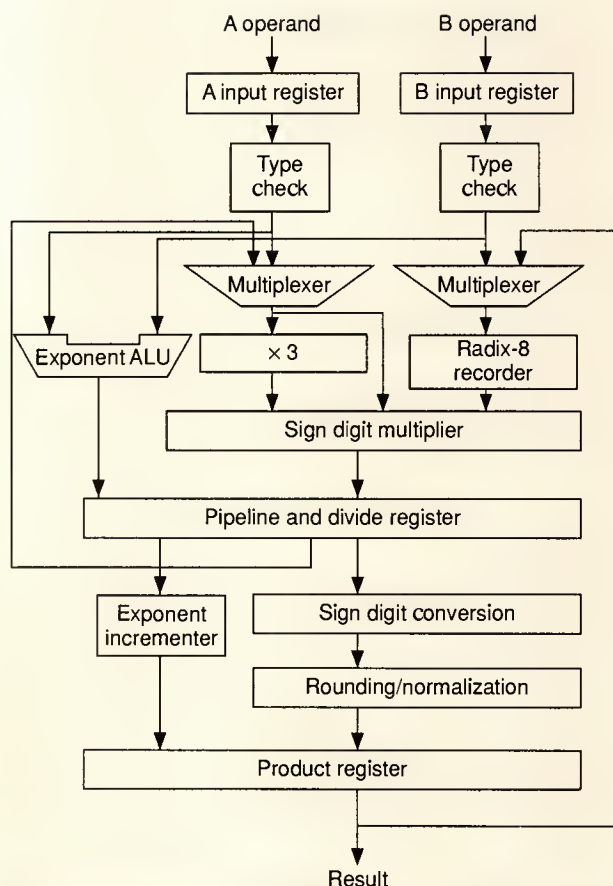 A operand
B operand
A input register
B input register
Type
check
Type
check
Multiplexer
Multiplexer
Exponent ALU
× 3
Radix-8
recorder
Sign digit multiplier
Pipeline and divide register
Exponent
incrementer
Sign digit conversion
Rounding/normalization
Product register
Result